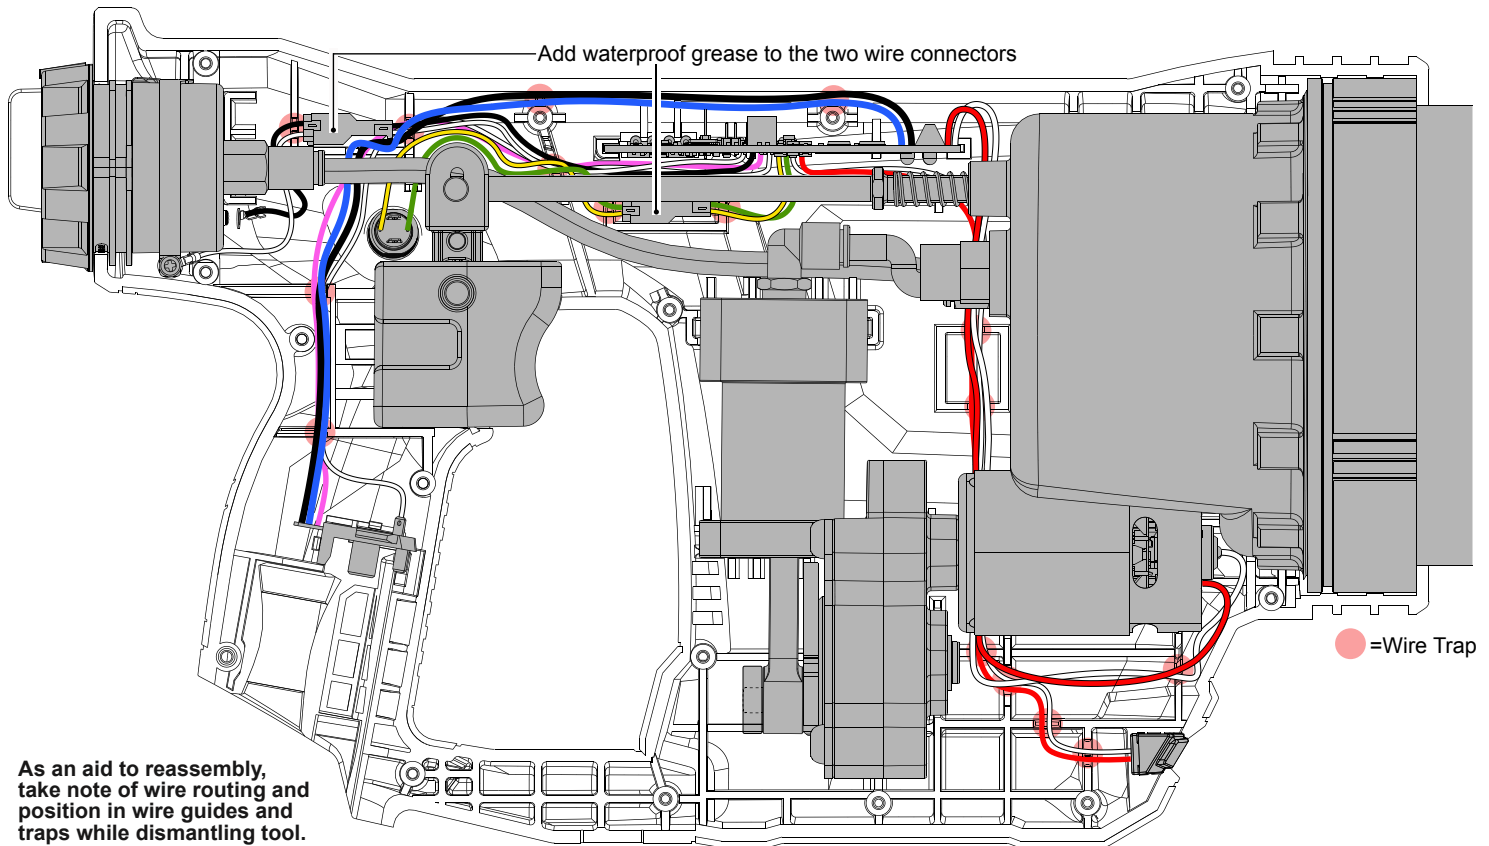 Add waterproof grease to the two wire connectors
=Wire Trap
As an aid to reassembly,
take note of wire routing and
position in wire guides and
traps while dismantling tool.